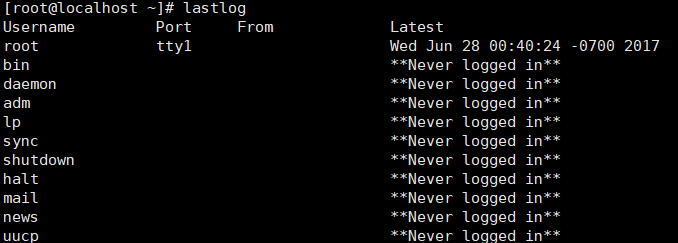 [root@localhost ~]# lastlog
Username Port From Latest
root tty1 Wed Jun 28 00:40:24 -0700 2017
bin **Never logged in**
daemon **Never logged in**
adm **Never logged in**
lp **Never logged in**
sync **Never logged in**
shutdown **Never logged in**
halt **Never logged in**
mail **Never logged in**
news **Never logged in**
uucp **Never logged in**